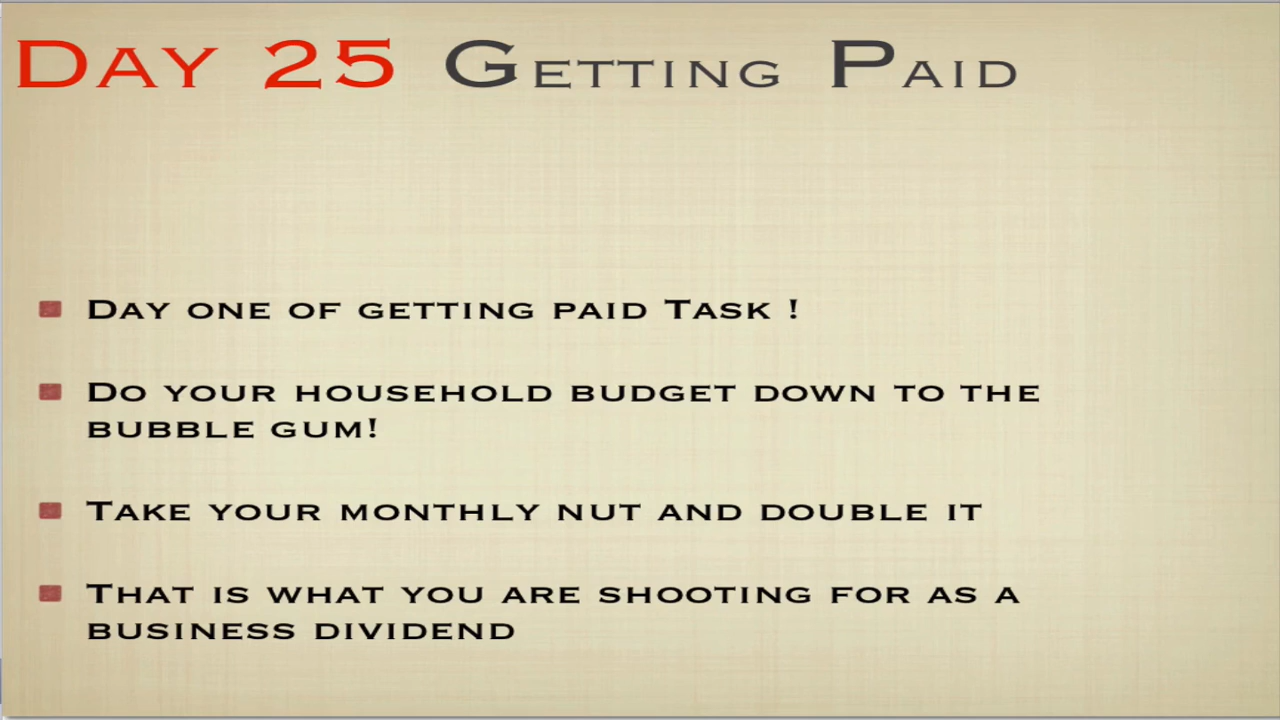 Day 25 Getting Paid
Day one of getting paid Task !
Do your household budget down to the
bubble gum!
Take your monthly nut and double it
That is what you are shooting for as a
business dividend